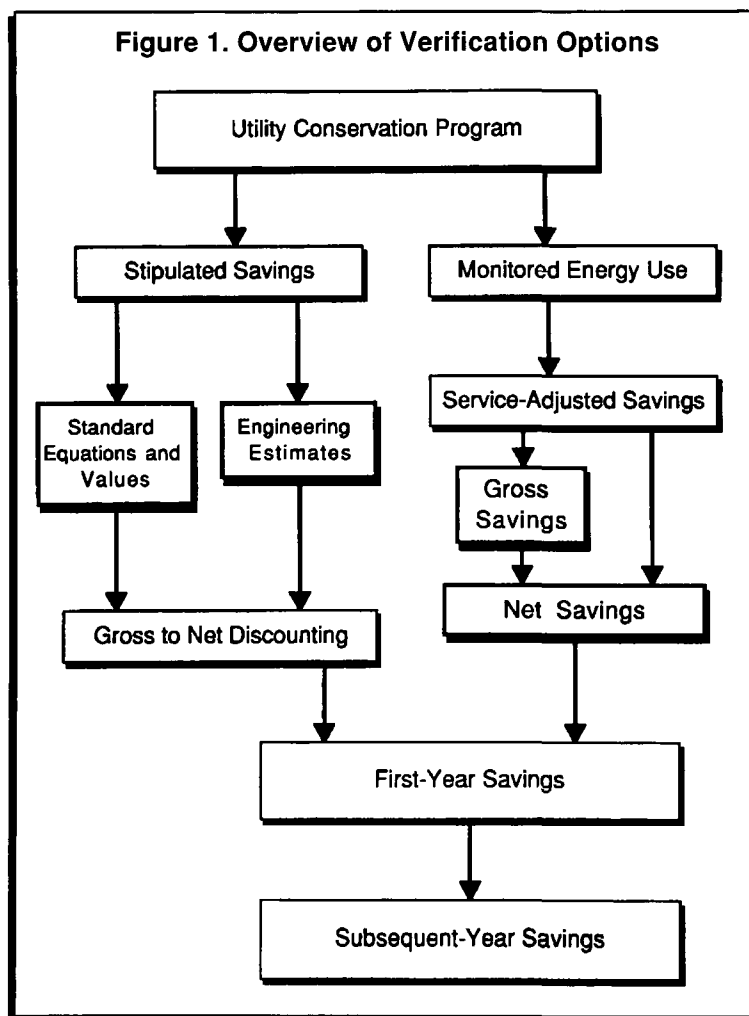 Figure 1. Overview of Verification Options
Utility Conservation Program
Stipulated Savings
Monitored Energy Use
Standard
Equations and
Values
Engineering
Estimates
Service-Adjusted Savings
Gross
Savings
Gross to Net Discounting
Net Savings
First-Year Savings
Subsequent-Year Savings